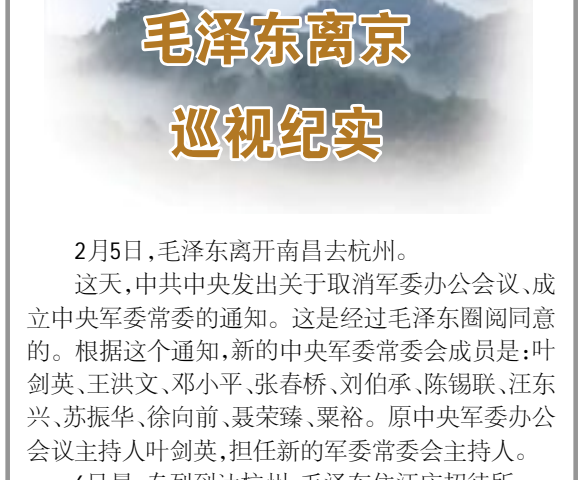 毛泽东离京
巡视纪实
2月5日,毛泽东离开南昌去杭州。
这天,中共中央发出关于取消军委办公会议、成
立中央军委常委的通知。这是经过毛泽东圈阅同意
的。根据这个通知,新的中央军委常委会成员是:叶
剑英、王洪文、邓小平、张春桥、刘伯承、陈锡联、汪东
兴、苏振华、徐向前、聂荣臻、粟裕。原中央军委办公
会议主持人叶剑英,担任新的军委常委会主持人。